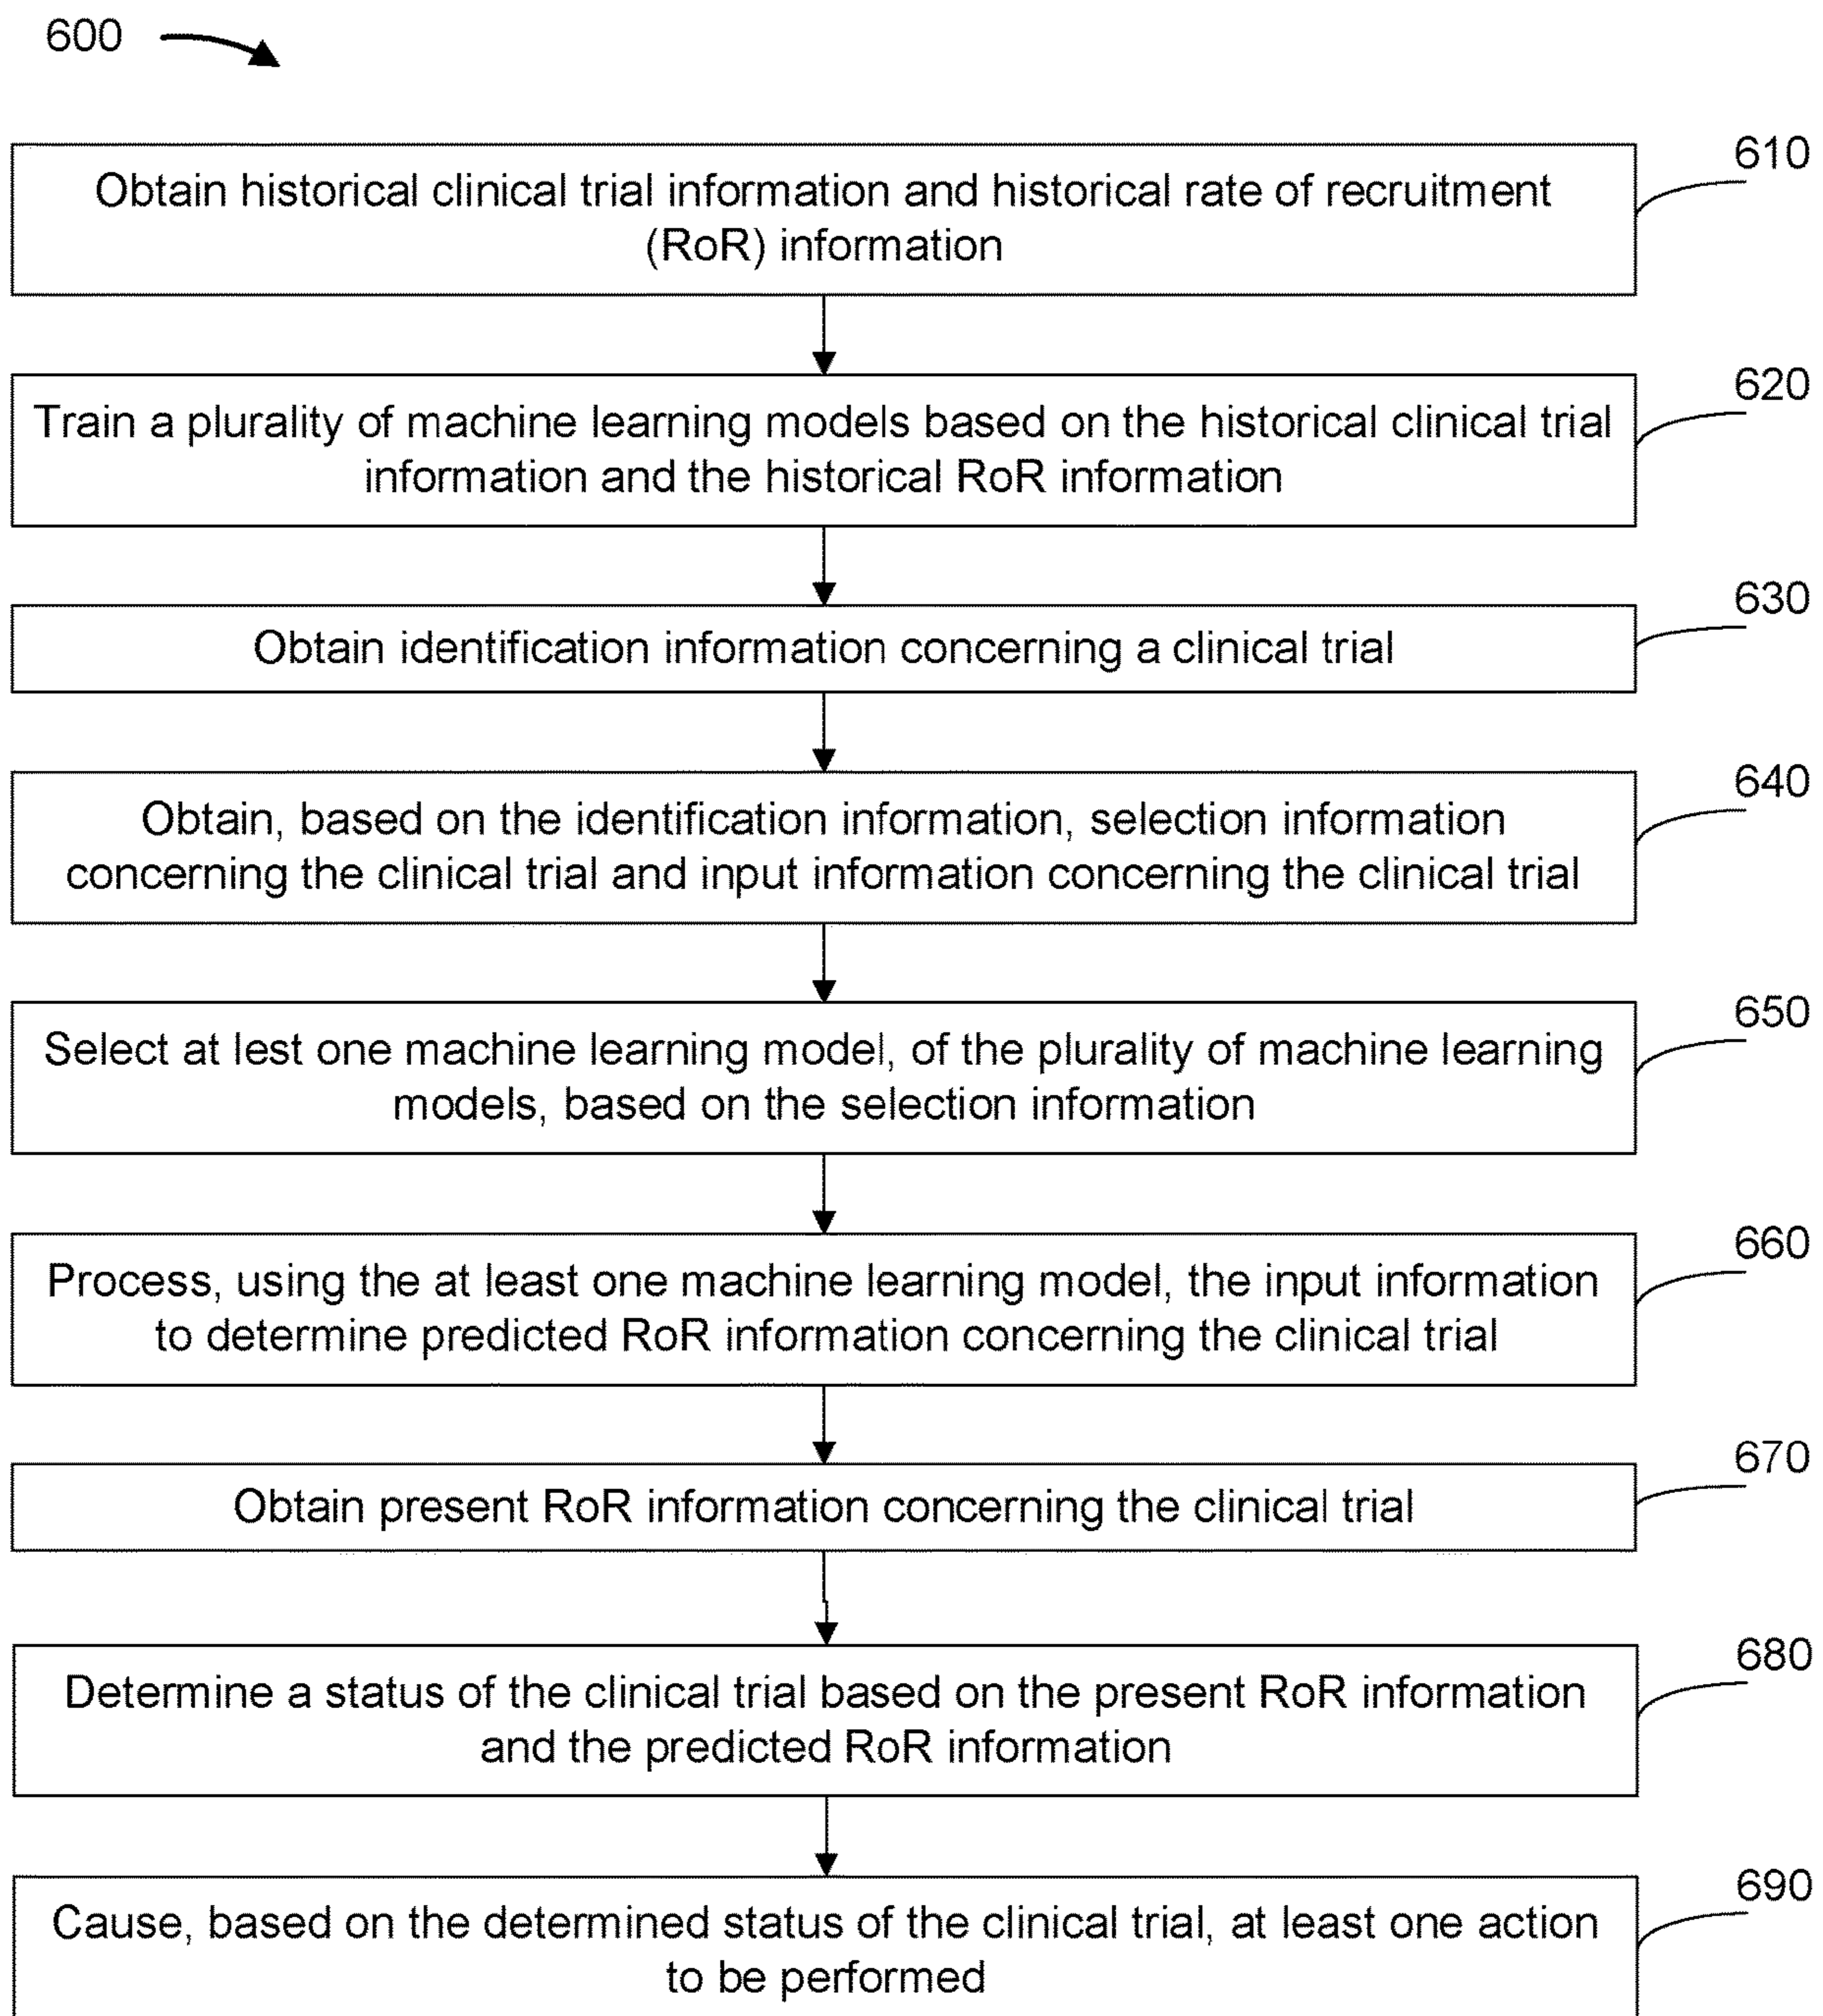 600
610
Obtain historical clinical trial information and historical rate of recruitment
(RoR) information
620
Train a plurality of machine learning models based on the historical clinical trial
information and the historical RoR information
630
Obtain identification information concerning a clinical trial
640
Obtain, based on the identification information, selection information
concerning the clinical trial and input information concerning the clinical trial
650
Select at lest one machine learning model, of the plurality of machine learning
models, based on the selection information
660
Process, using the at least one machine learning model, the input information
to determine predicted RoR information concerning the clinical trial
670
Obtain present RoR information concerning the clinical trial
680
Determine a status of the clinical trial based on the present RoR information
and the predicted RoR information
690
Cause, based on the determined status of the clinical trial, at least one action
to be performed